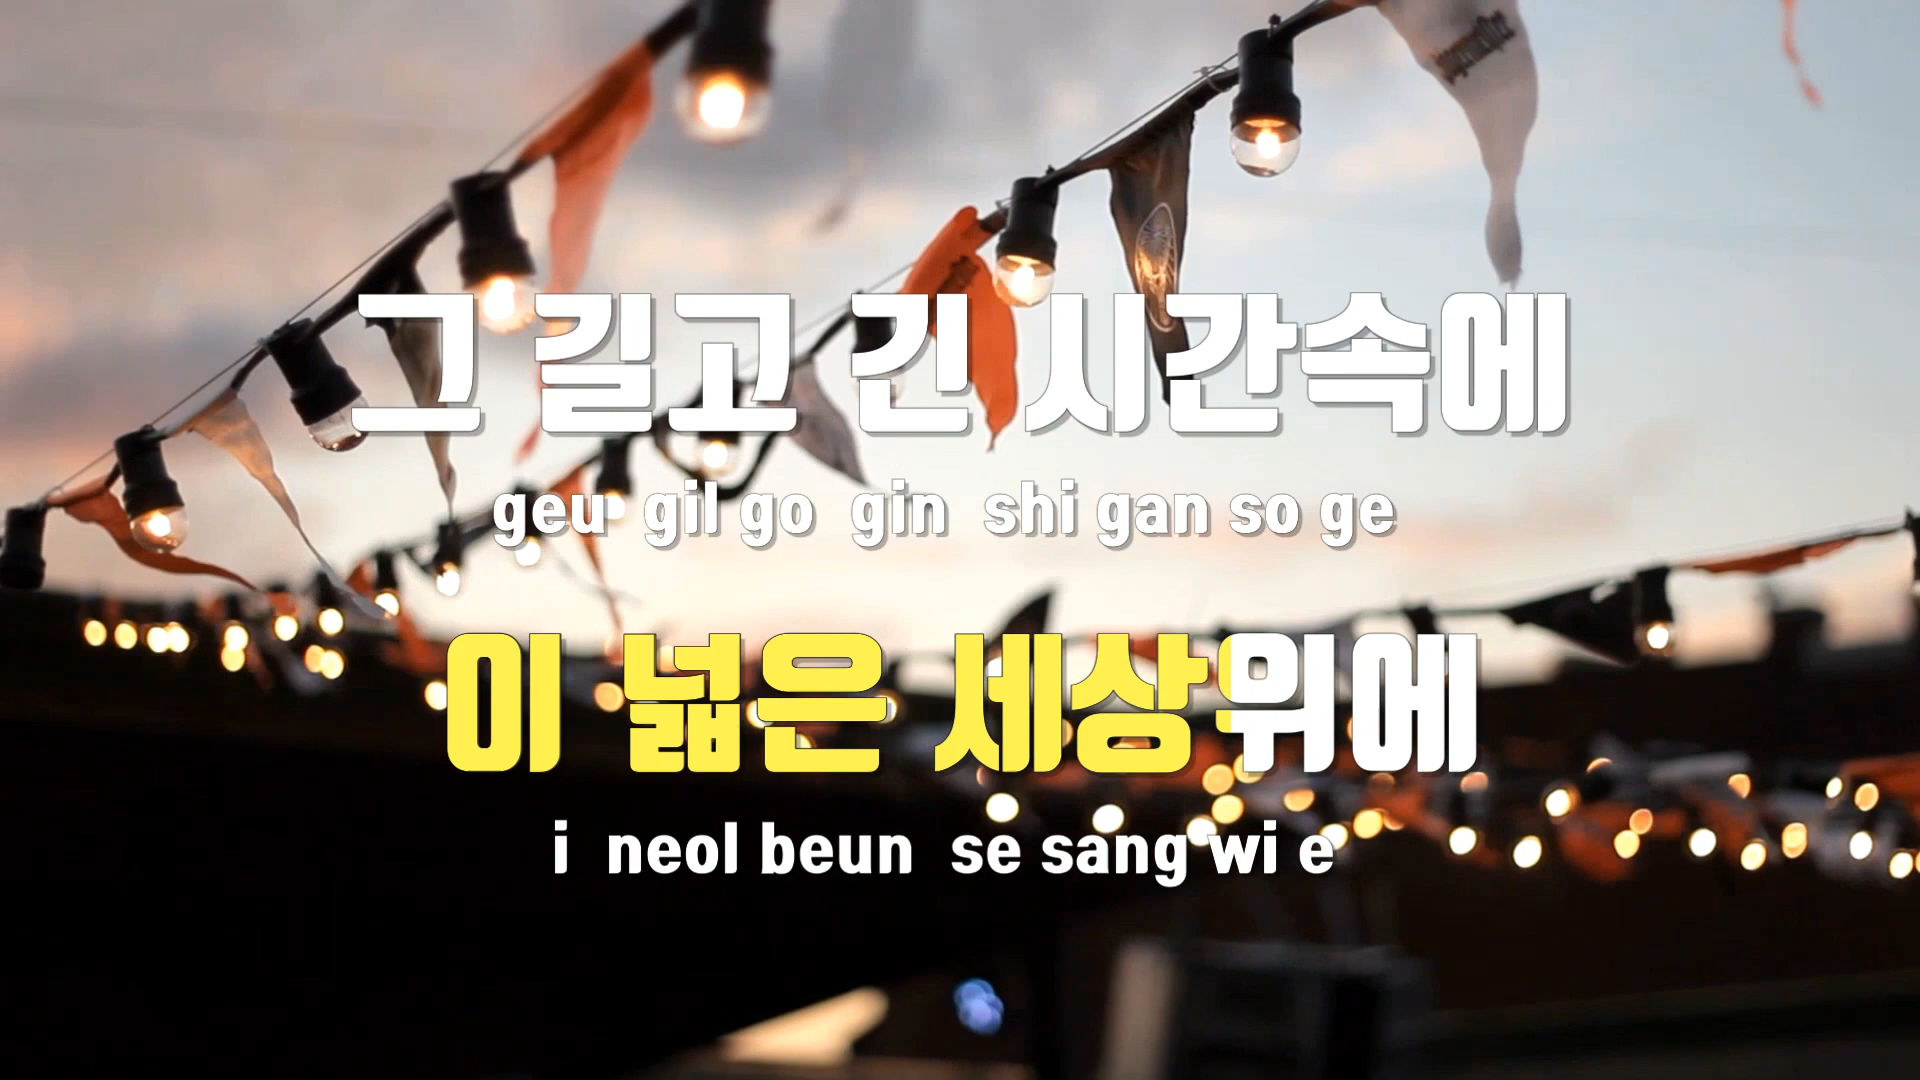 그 길고 긴 시간속에
geu gil go gin shi gan so ge
이 넓은 세상위에
i neol beun se sang wi e